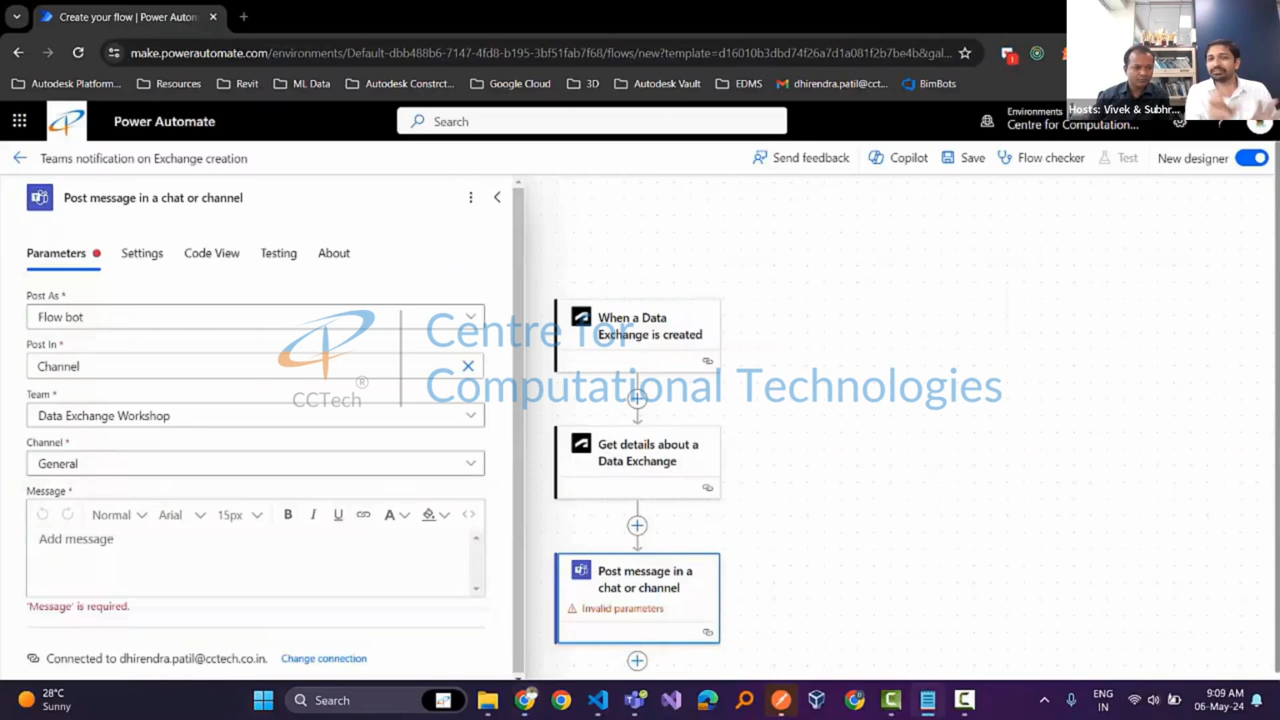 Create your flow | Power Auton
make.powerautomate.com/environments/Default-dbb488b6-7147-4fd8-b195-3bf51fab7f68/flows/new?template=d16010b3dbd74f26a7d1a081f2b7b4b8&gal...
Autodesk Platform... Resources Revit ML Data Autodesk Con Google Cloud 3D Autodesk Vault EDMS dhirendra.patil@cct... BimBots
Hosts: Vivek & Subhr...
Power Automate
Search
Environments
Centre for Computation...
Teams notification on Exchange creation
Send feedback Copilot Save Flow checker Test New designer
Post message in a chat or channel
Parameters Settings Code View Testing About
Post As *
Flow bot
Post In *
Channel
Team *
Data Exchange Workshop
Channel *
General
Message *
Normal Arial 15px B I U A
Add message
'Message' is required.
Connected to dhirendra.patil@cctech.co.in. Change connection
When a Data
Exchange is created
Get details about a
Data Exchange
Post message in a
chat or channel
Invalid parameters
CCTech ®
Centre for
Computational Technologies
28°C
Sunny
Search
ENG
IN
9:09 AM
06-May-24